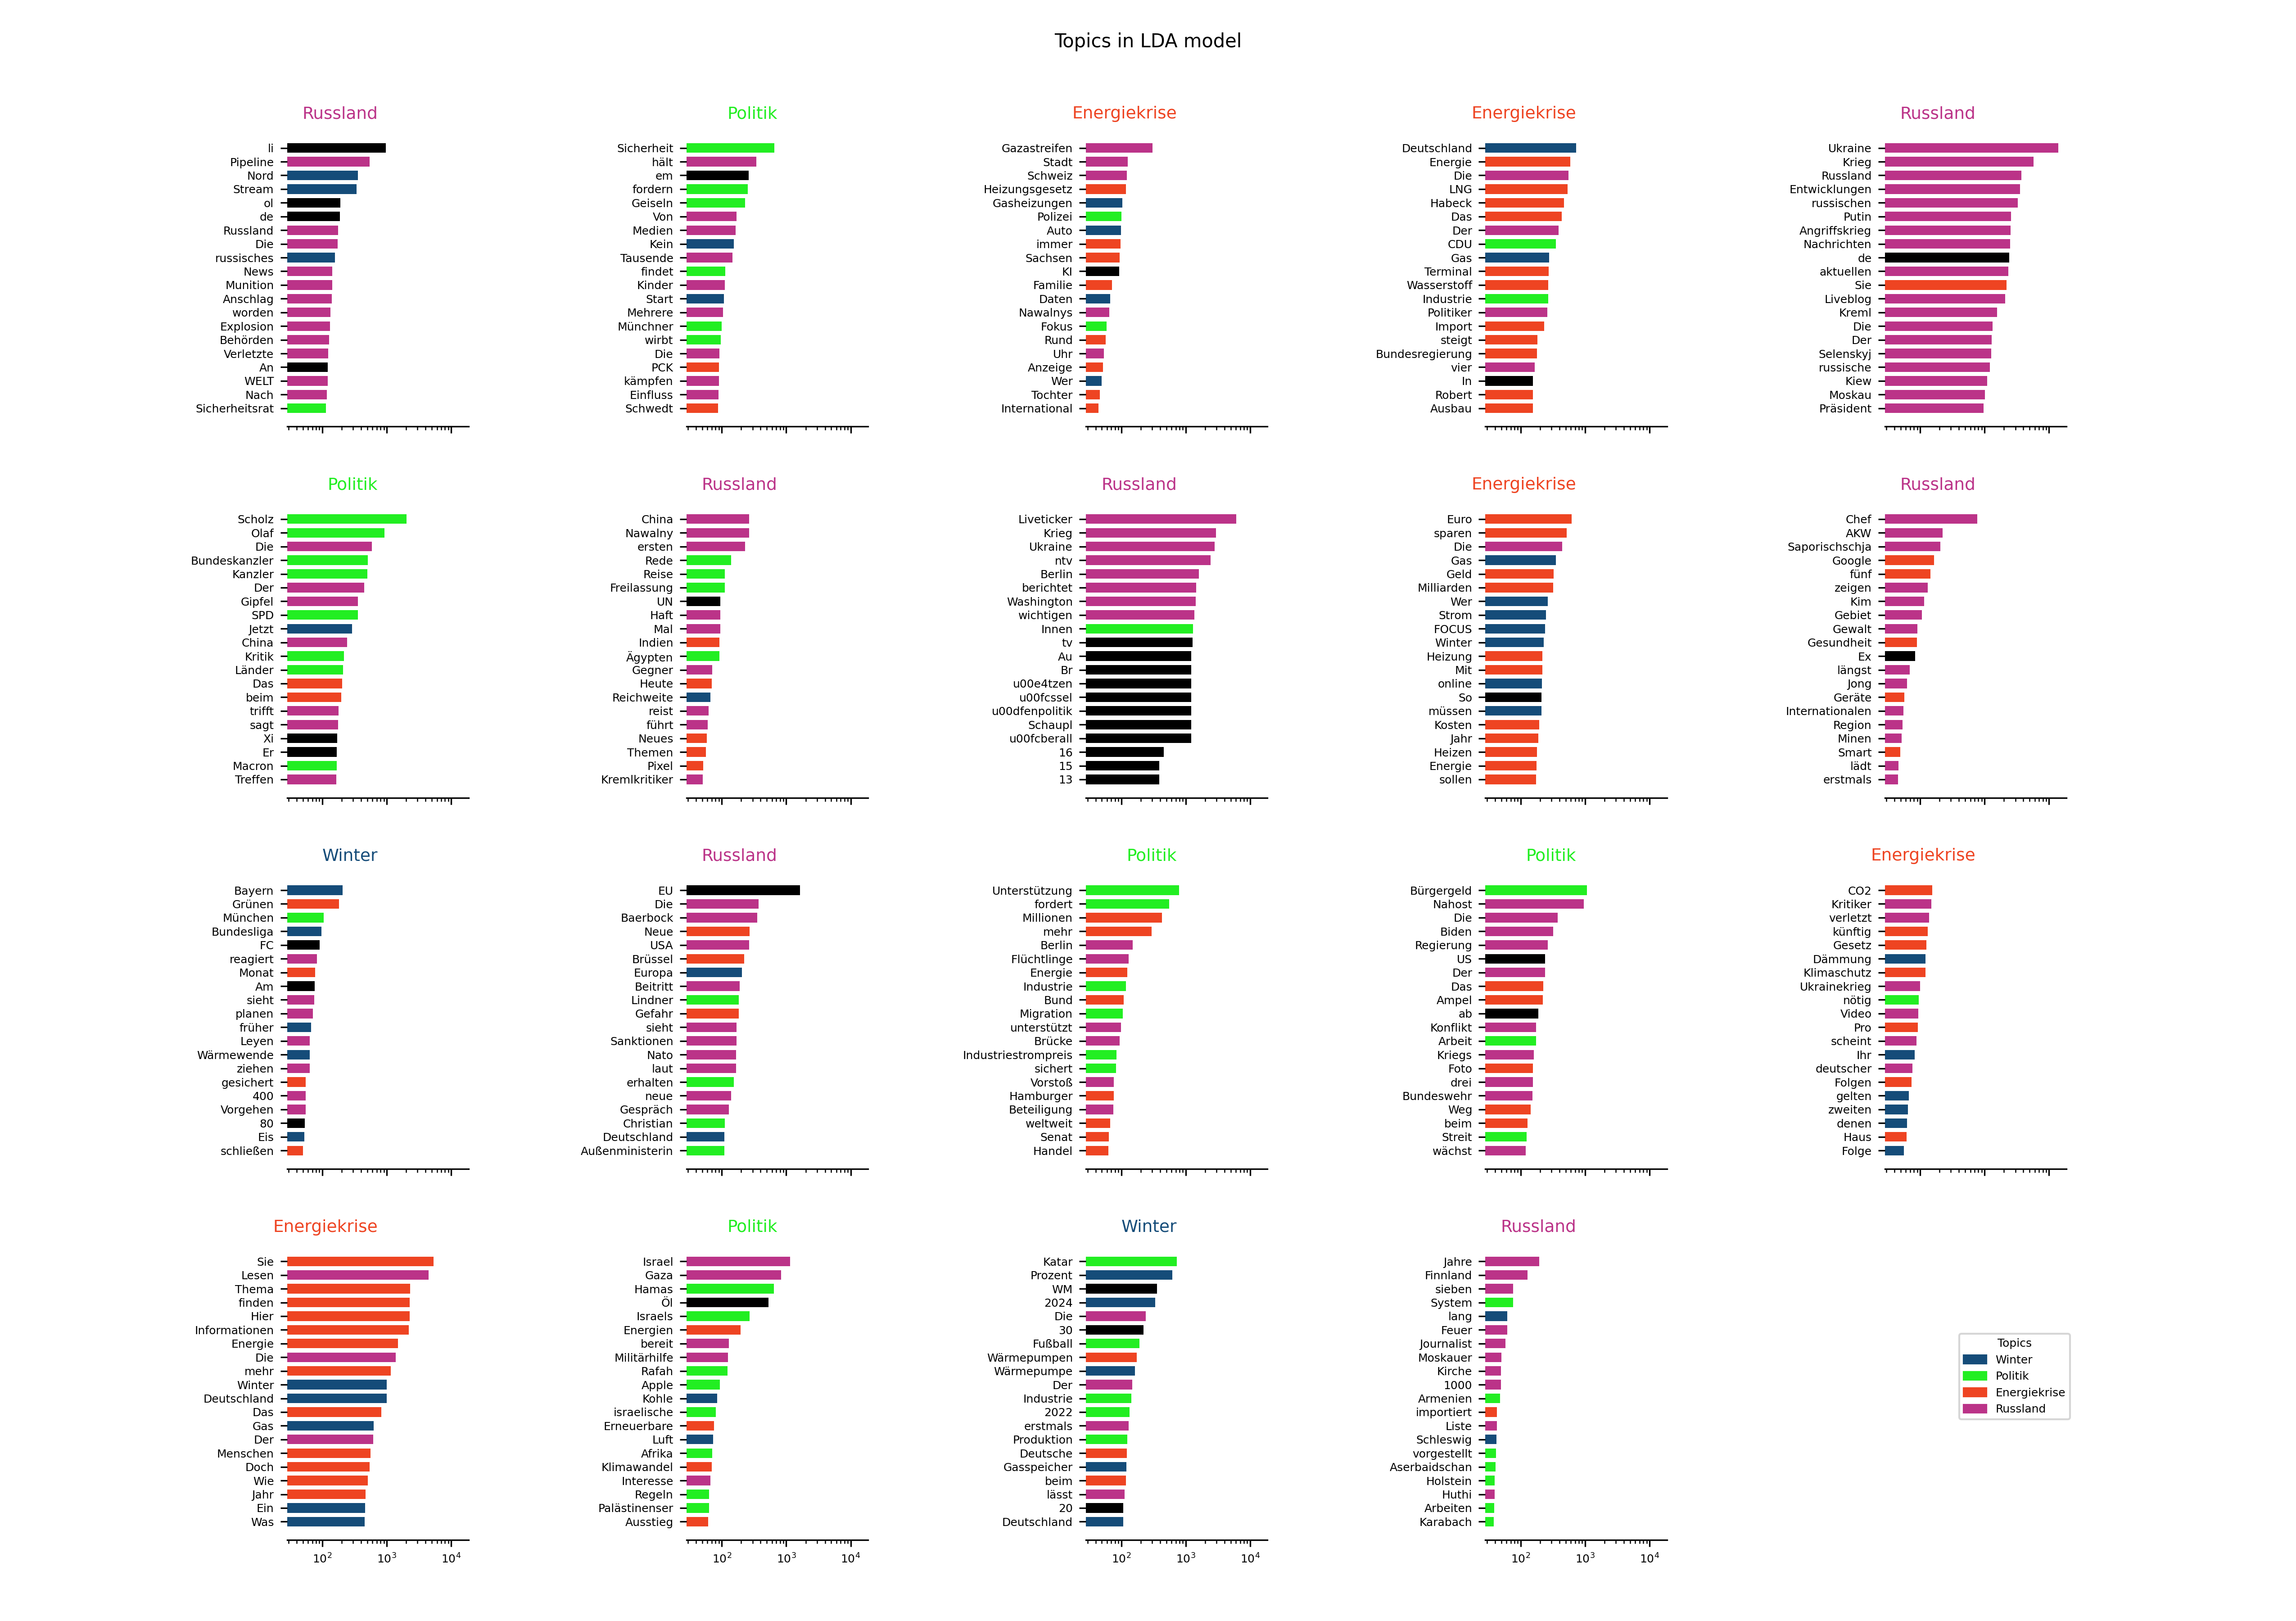 Topics in LDA model
Russland
li
Pipeline
Nord
Stream
ol
de
Russland
Die
russisches
News
Munition
Anschlag
worden
Explosion
Behörden
Verletzte
An
WELT
Nach
Sicherheitsrat
Politik
Sicherheit
hält
em
fordern
Geiseln
Von
Medien
Kein
Tausende
findet
Kinder
Start
Mehrere
Münchner
wirbt
Die
PCK
kämpfen
Einfluss
Schwedt
Energiekrise
Gazastreifen
Stadt
Schweiz
Heizungsgesetz
Gasheizungen
Polizei
Auto
immer
Sachsen
KI
Familie
Daten
Nawalnys
Fokus
Rund
Uhr
Anzeige
Wer
Tochter
International
Energiekrise
Deutschland
Energie
Die
LNG
Habeck
Das
Der
CDU
Gas
Terminal
Wasserstoff
Industrie
Politiker
Import
steigt
Bundesregierung
vier
In
Robert
Ausbau
Russland
Ukraine
Krieg
Russland
Entwicklungen
russischen
Putin
Angriffskrieg
Nachrichten
de
aktuellen
Sie
Liveblog
Kreml
Die
Der
Selenskyj
russische
Kiew
Moskau
Präsident
Politik
Scholz
Olaf
Die
Bundeskanzler
Kanzler
Der
Gipfel
SPD
Jetzt
China
Kritik
Länder
Das
beim
trifft
sagt
Xi
Er
Macron
Treffen
Russland
China
Nawalny
ersten
Rede
Reise
Freilassung
UN
Haft
Mal
Indien
Ägypten
Gegner
Heute
Reichweite
reist
führt
Neues
Themen
Pixel
Kremlkritiker
Russland
Liveticker
Krieg
Ukraine
ntv
Berlin
berichtet
Washington
wichtigen
Innen
tv
Au
Br
u00e4tzen
u00fcssel
u00dfenpolitik
Schaupl
u00fcberall
16
15
13
Energiekrise
Euro
sparen
Die
Gas
Geld
Milliarden
Wer
Strom
FOCUS
Winter
Heizung
Mit
online
So
müssen
Kosten
Jahr
Heizen
Energie
sollen
Russland
Chef
AKW
Saporischschja
Google
fünf
zeigen
Kim
Gebiet
Gewalt
Gesundheit
Ex
längst
Jong
Geräte
Internationalen
Region
Minen
Smart
lädt
erstmals
Winter
Bayern
Grünen
München
Bundesliga
FC
reagiert
Monat
Am
sieht
planen
früher
Leyen
Wärmewende
ziehen
gesichert
400
Vorgehen
80
Eis
schließen
Russland
EU
Die
Baerbock
Neue
USA
Brüssel
Europa
Beitritt
Lindner
Gefahr
sieht
Sanktionen
Nato
laut
erhalten
neue
Gespräch
Christian
Deutschland
Außenministerin
Politik
Unterstützung
fordert
Millionen
mehr
Berlin
Flüchtlinge
Energie
Industrie
Bund
Migration
unterstützt
Brücke
Industriestrompreis
sichert
Vorstoß
Hamburger
Beteiligung
weltweit
Senat
Handel
Politik
Bürgergeld
Nahost
Die
Biden
Regierung
US
Der
Das
Ampel
ab
Konflikt
Arbeit
Kriegs
Foto
drei
Bundeswehr
Weg
beim
Streit
wächst
Energiekrise
CO2
Kritiker
verletzt
künftig
Gesetz
Dämmung
Klimaschutz
Ukrainekrieg
nötig
Video
Pro
scheint
Ihr
deutscher
Folgen
gelten
zweiten
denen
Haus
Folge
Energiekrise
Sie
Lesen
Thema
finden
Hier
Informationen
Energie
Die
mehr
Winter
Deutschland
Das
Gas
Der
Menschen
Doch
Wie
Jahr
Ein
Was
10² 10³ 10⁴
Politik
Israel
Gaza
Hamas
Öl
Israels
Energien
bereit
Militärhilfe
Rafah
Apple
Kohle
israelische
Erneuerbare
Luft
Afrika
Klimawandel
Interesse
Regeln
Palästinenser
Ausstieg
10² 10³ 10⁴
Winter
Katar
Prozent
WM
2024
Die
30
Fußball
Wärmepumpen
Wärmepumpe
Der
Industrie
2022
erstmals
Produktion
Deutsche
Gasspeicher
beim
lässt
20
Deutschland
10² 10³ 10⁴
Russland
Jahre
Finnland
sieben
System
lang
Feuer
Journalist
Moskauer
Kirche
1000
Armenien
importiert
Liste
Schleswig
vorgestellt
Aserbaidschan
Holstein
Huthi
Arbeiten
Karabach
10² 10³ 10⁴
Topics
Winter
Politik
Energiekrise
Russland